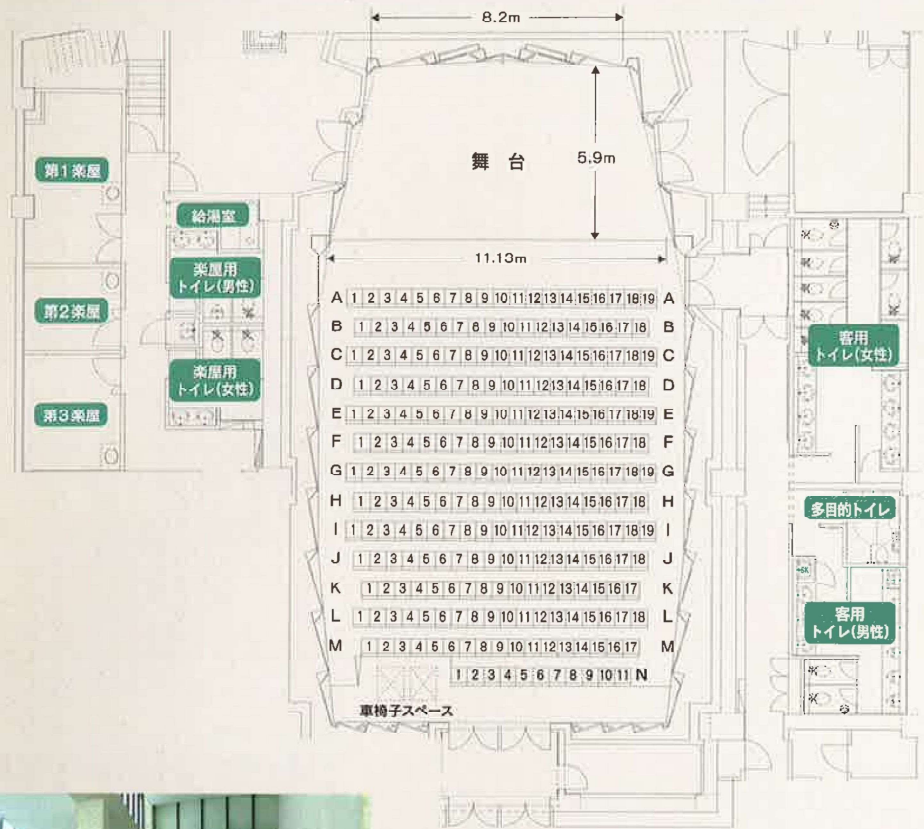 8.2m
舞台
5.9m
11.13m
第1楽屋
給湯室
楽屋用
トイレ(男性)
第2楽屋
楽屋用
トイレ(女性)
第3楽屋
A 1 2 3 4 5 6 7 8 9 10 11 12 13 14 15 16 17 18 19 A
B 1 2 3 4 5 6 7 8 9 10 11 12 13 14 15 16 17 18 B
C 1 2 3 4 5 6 7 8 9 10 11 12 13 14 15 16 17 18 19 C
D 1 2 3 4 5 6 7 8 9 10 11 12 13 14 15 16 17 18 D
E 1 2 3 4 5 6 7 8 9 10 11 12 13 14 15 16 17 18 19 E
F 1 2 3 4 5 6 7 8 9 10 11 12 13 14 15 16 17 18 F
G 1 2 3 4 5 6 7 8 9 10 11 12 13 14 15 16 17 18 19 G
H 1 2 3 4 5 6 7 8 9 10 11 12 13 14 15 16 17 18 H
I 1 2 3 4 5 6 7 8 9 10 11 12 13 14 15 16 17 18 19 I
J 1 2 3 4 5 6 7 8 9 10 11 12 13 14 15 16 17 18 J
K 1 2 3 4 5 6 7 8 9 10 11 12 13 14 15 16 17 K
L 1 2 3 4 5 6 7 8 9 10 11 12 13 14 15 16 17 18 L
M 1 2 3 4 5 6 7 8 9 10 11 12 13 14 15 16 17 M
1 2 3 4 5 6 7 8 9 10 11 N
車椅子スペース
客用
トイレ(女性)
多目的トイレ
客用
トイレ(男性)